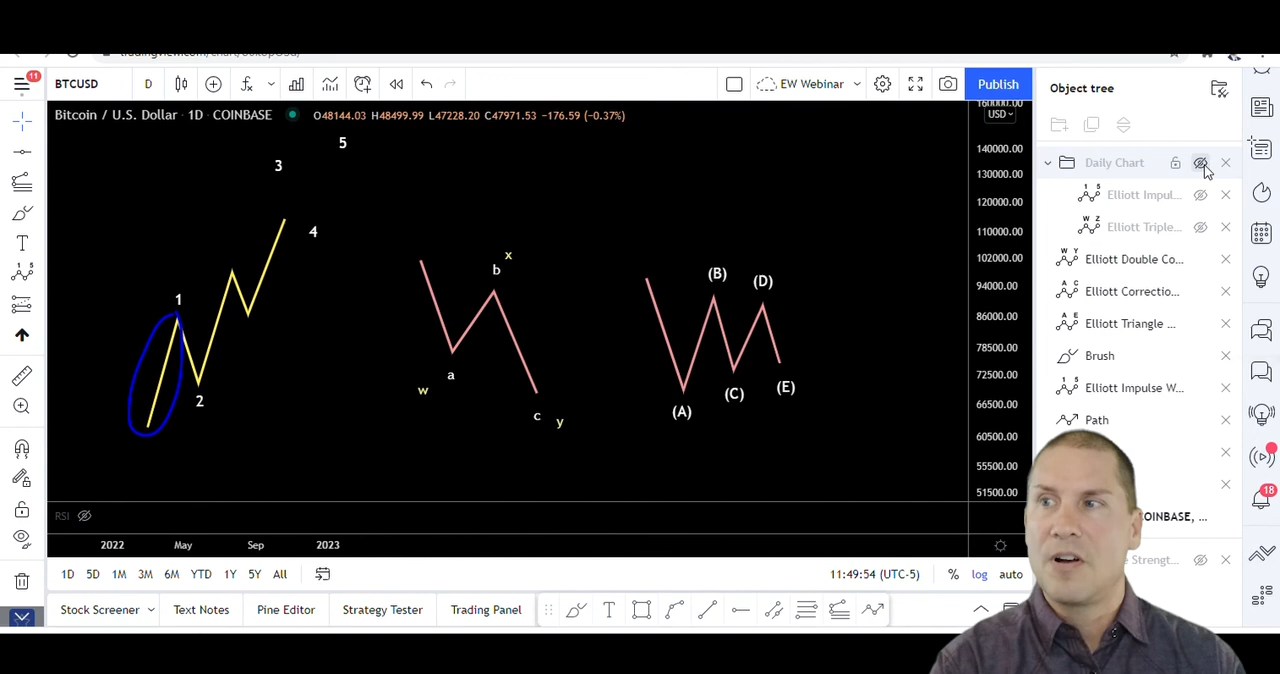 11
BTCUSD
D
EW Webinar
Publish
Object tree
Bitcoin / U.S. Dollar · 1D · COINBASE
O48144.03 H48499.99 L47228.20 C47971.53 −176.59 (−0.37%)
160000.00
USD
140000.00
130000.00
120000.00
110000.00
102000.00
94000.00
86000.00
78500.00
72500.00
66500.00
60500.00
55500.00
51500.00
5
3
4
1
2
x
b
a
w
c
y
(B)
(D)
(C)
(E)
(A)
Daily Chart
Elliott Impul...
Elliott Triple...
Elliott Double Co...
Elliott Correctio...
Elliott Triangle ...
Brush
Elliott Impulse W...
Path
OINBASE, ...
e Strengt...
18
RSI
2022 May Sep 2023
1D 5D 1M 3M 6M YTD 1Y 5Y All
11:49:54 (UTC-5) % log auto
Stock Screener Text Notes Pine Editor Strategy Tester Trading Panel